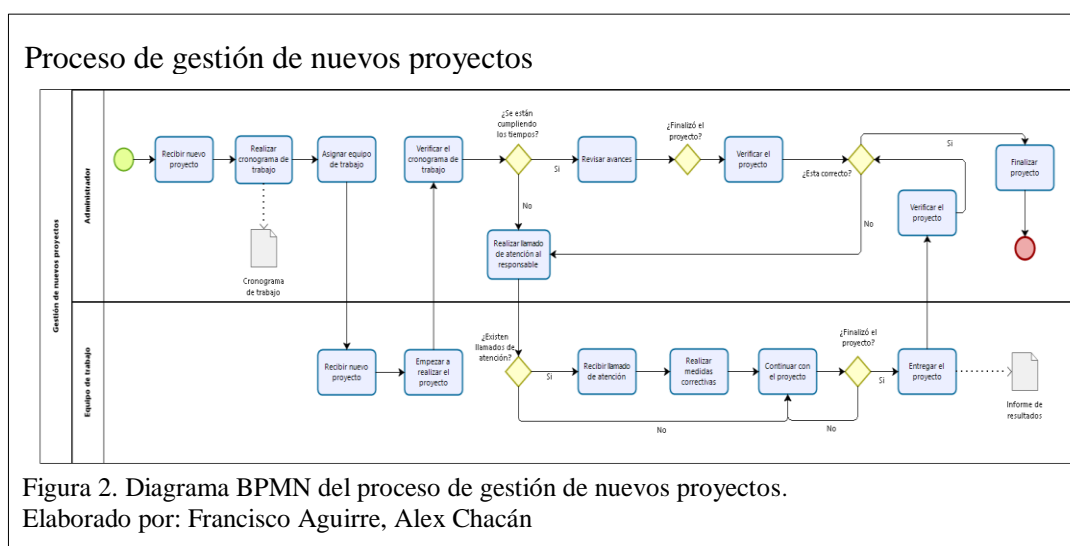 Proceso de gestión de nuevos proyectos
Gestión de nuevos proyectos
Administrador
Recibir nuevo
proyecto
Realizar
cronograma de
trabajo
Cronograma
de trabajo
Asignar equipo
de trabajo
Verificar el
cronograma de
trabajo
¿Se están
cumpliendo
los tiempos?
Si
No
Revisar avances
¿Finalizó el
proyecto?
Verificar el
proyecto
¿Esta correcto?
Si
No
Realizar llamado
de atención al
responsable
Verificar el
proyecto
Finalizar
proyecto
Equipo de trabajo
Recibir nuevo
proyecto
Empezar a
realizar el
proyecto
¿Existen
llamados de
atención?
Si
No
Recibir llamado
de atención
Realizar
medidas
correctivas
Continuar con
el proyecto
¿Finalizó el
proyecto?
Si
No
Entregar el
proyecto
Informe de
resultados
Figura 2. Diagrama BPMN del proceso de gestión de nuevos proyectos.
Elaborado por: Francisco Aguirre, Alex Chacán